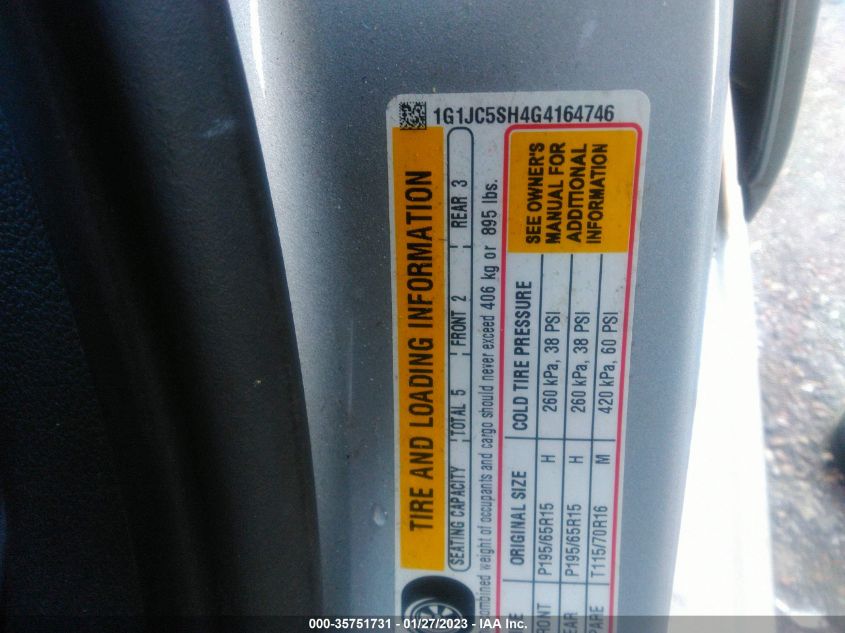 1G1JC5SH4G4164746
TIRE AND LOADING INFORMATION
SEATING CAPACITY TOTAL 5 FRONT 2 REAR 3
weight of occupants and cargo should never exceed 406 kg or 895 lbs.
ORIGINAL SIZE COLD TIRE PRESSURE
P195/65R15 H 260 kPa, 38 PSI
P195/65R15 H 260 kPa, 38 PSI
T115/70R16 M 420 kPa, 60 PSI
SEE OWNER'S
MANUAL FOR
ADDITIONAL
INFORMATION
000-35751731 - 01/27/2023 - IAA Inc.